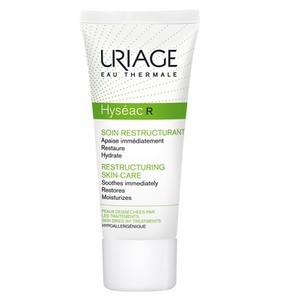 URIAGE
EAU THERMALE
Hyséac R
SOIN RESTRUCTURANT
Apaise immédiatement
Restaure
Hydrate
RESTRUCTURING
SKIN-CARE
Soothes immediately
Restores
Moisturizes
PEAUX DESSÉCHÉES PAR
LES TRAITEMENTS
SKIN DRIED BY TREATMENTS
HYPOALLERGÉNIQUE